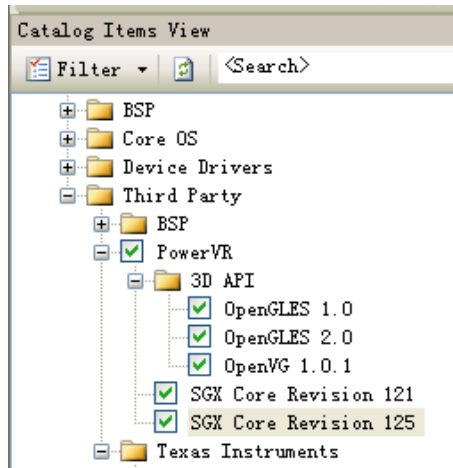 Catalog Items View
Filter <Search>
BSP
Core OS
Device Drivers
Third Party
BSP
PowerVR
3D API
OpenGLES 1.0
OpenGLES 2.0
OpenVG 1.0.1
SGX Core Revision 121
SGX Core Revision 125
Texas Instruments